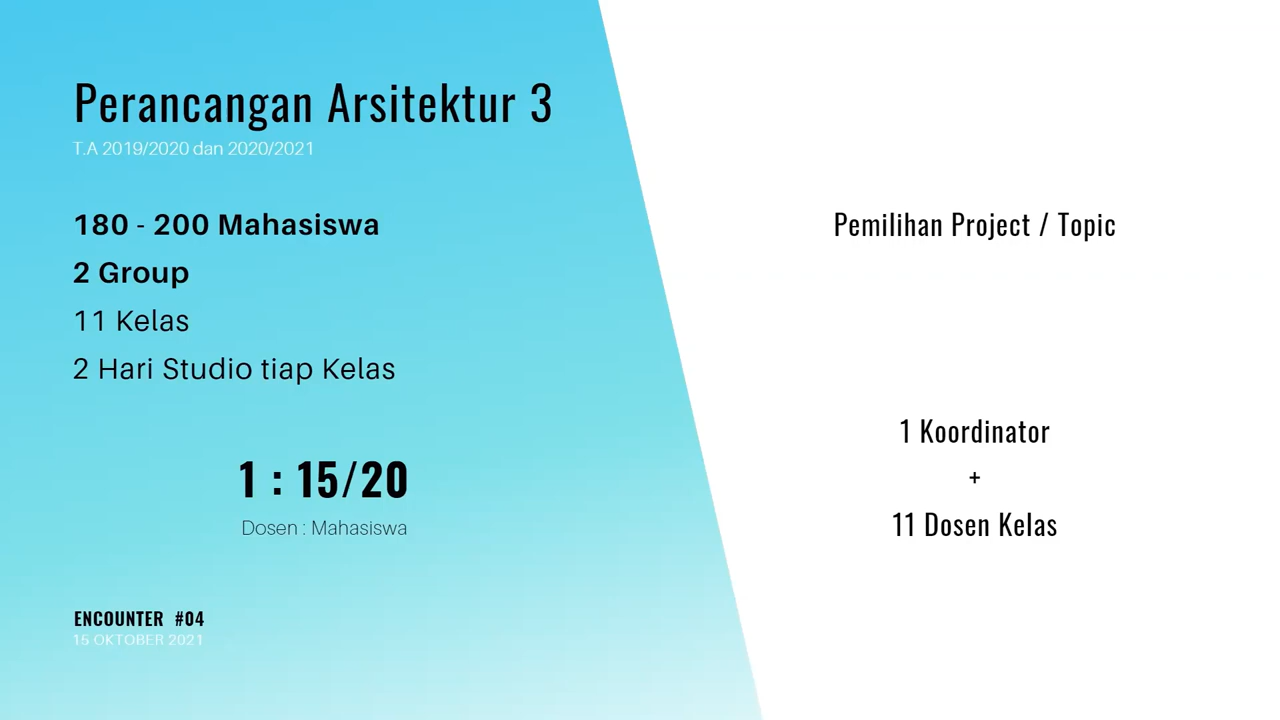 Perancangan Arsitektur 3
T.A 2019/2020 dan 2020/2021
180 - 200 Mahasiswa
2 Group
11 Kelas
2 Hari Studio tiap Kelas
1 : 15/20
Dosen : Mahasiswa
ENCOUNTER #04
15 OKTOBER 2021
Pemilihan Project / Topic
1 Koordinator
+
11 Dosen Kelas